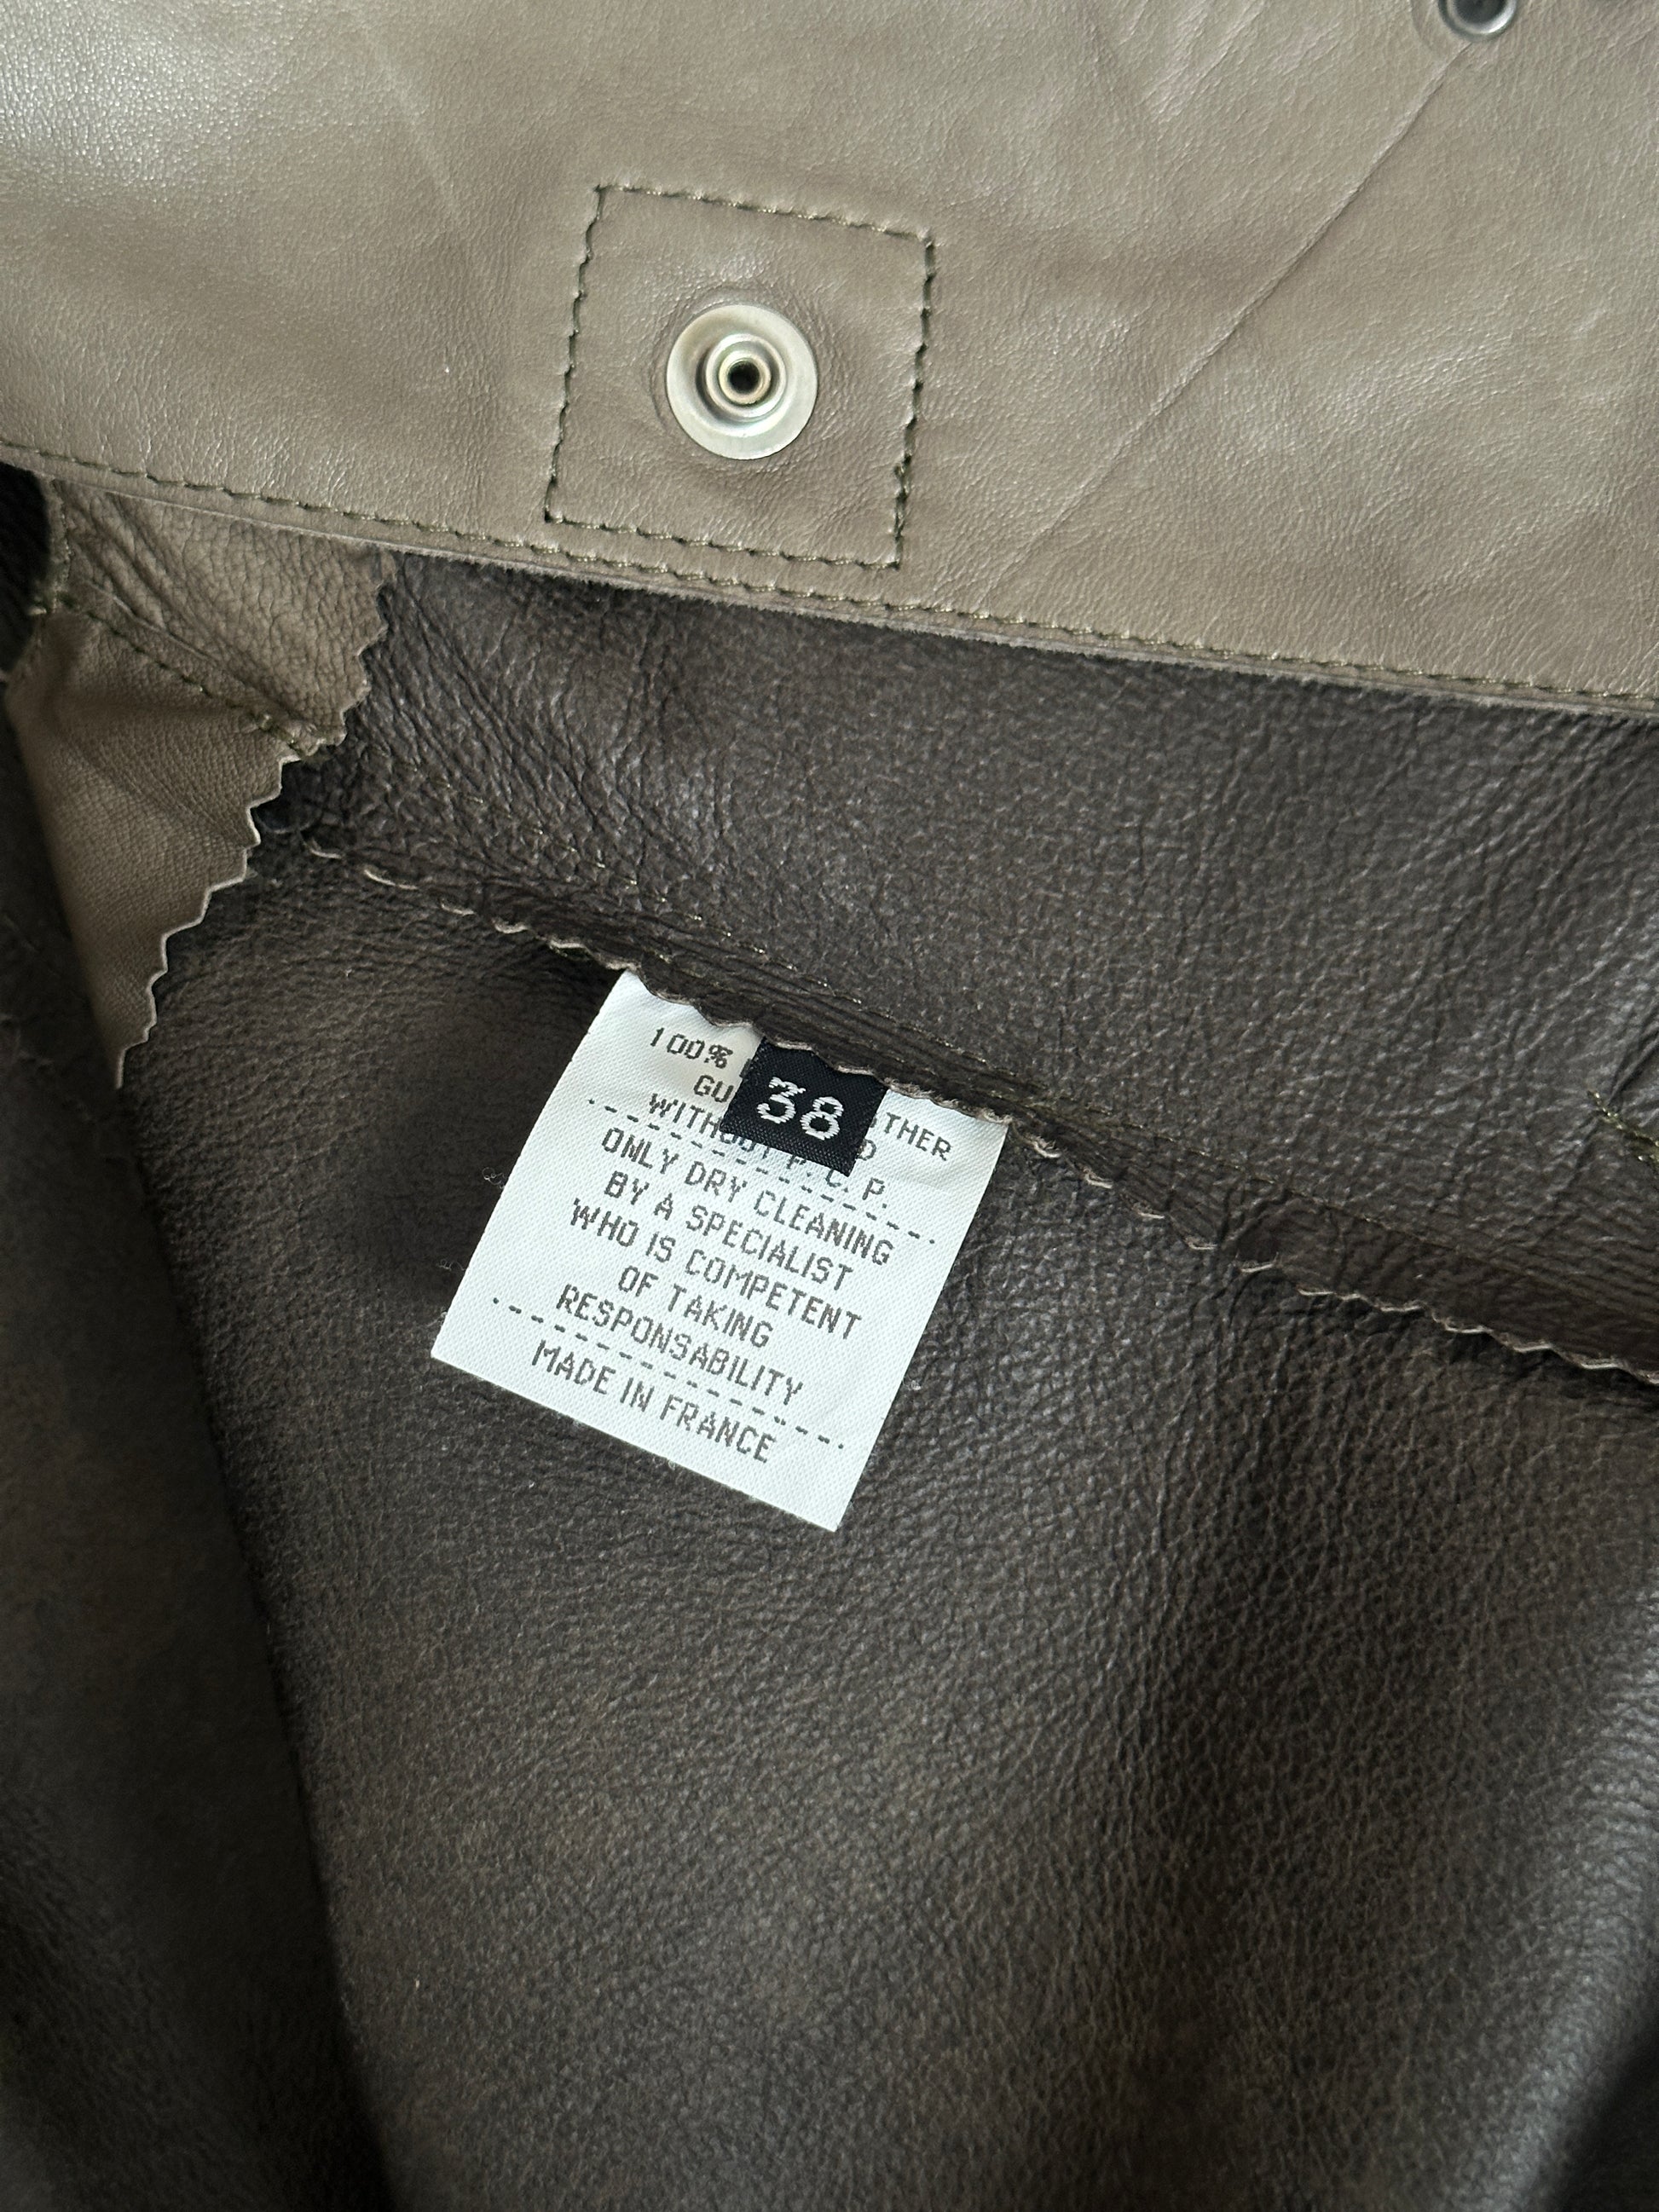 100%
38
GU THER
WITHOUT P.C.P.
ONLY DRY CLEANING
BY A SPECIALIST
WHO IS COMPETENT
OF TAKING
RESPONSABILITY
MADE IN FRANCE